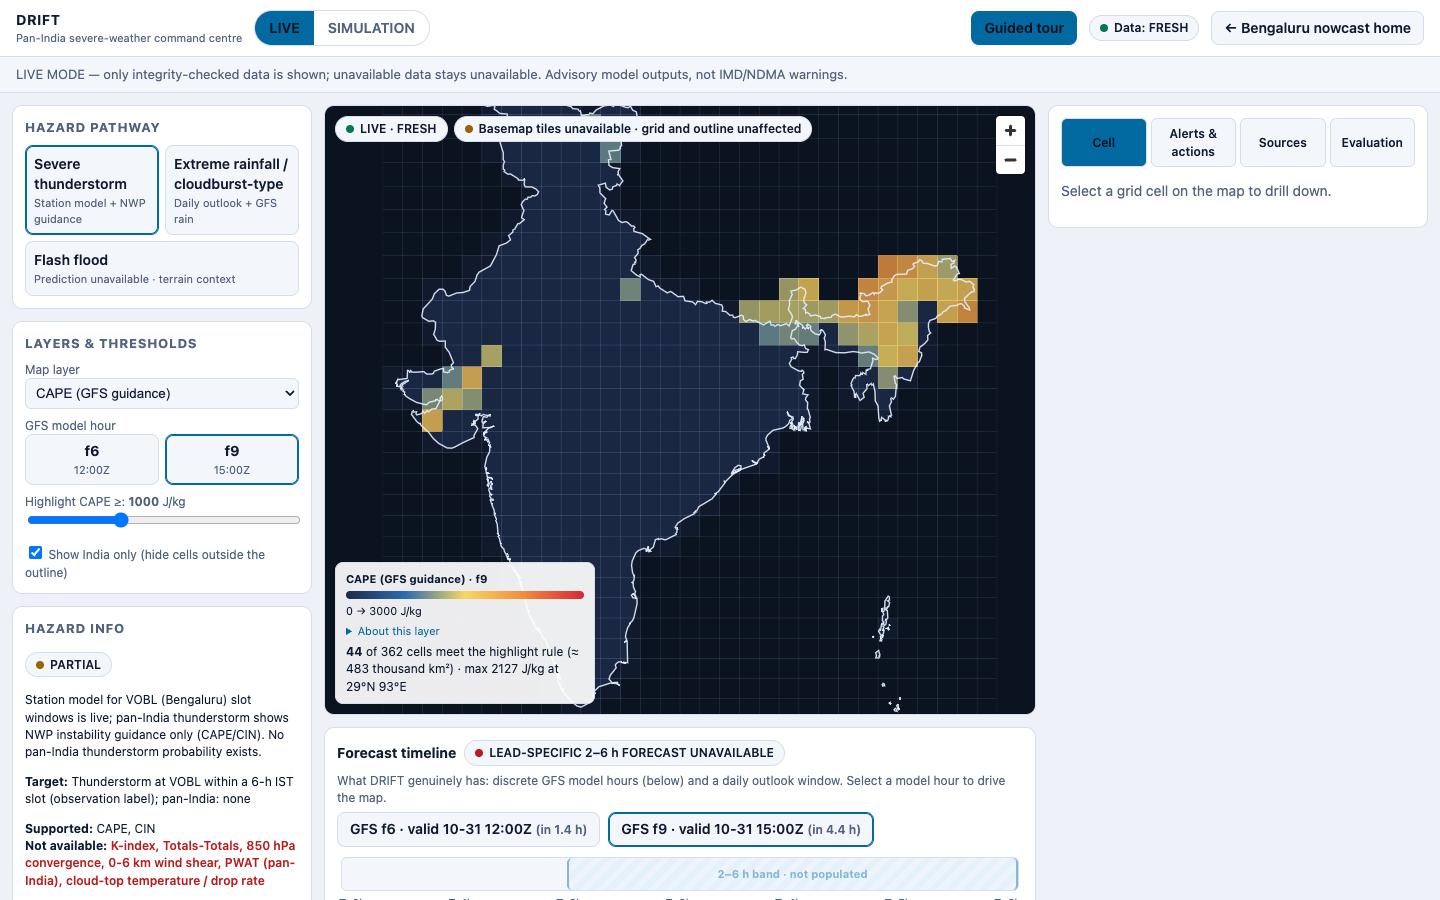 DRIFT
Pan-India severe-weather command centre
LIVE
SIMULATION
Guided tour
Data: FRESH
← Bengaluru nowcast home
LIVE MODE — only integrity-checked data is shown; unavailable data stays unavailable. Advisory model outputs, not IMD/NDMA warnings.
HAZARD PATHWAY
Severe
thunderstorm
Station model + NWP
guidance
Extreme rainfall /
cloudburst-type
Daily outlook + GFS
rain
Flash flood
Prediction unavailable · terrain context
LAYERS & THRESHOLDS
Map layer
CAPE (GFS guidance)
GFS model hour
f6
12:00Z
f9
15:00Z
Highlight CAPE ≥: 1000 J/kg
Show India only (hide cells outside the
outline)
HAZARD INFO
PARTIAL
Station model for VOBL (Bengaluru) slot
windows is live; pan-India thunderstorm shows
NWP instability guidance only (CAPE/CIN). No
pan-India thunderstorm probability exists.
Target: Thunderstorm at VOBL within a 6-h IST
slot (observation label); pan-India: none
Supported: CAPE, CIN
Not available: K-index, Totals-Totals, 850 hPa
convergence, 0-6 km wind shear, PWAT (pan-
India), cloud-top temperature / drop rate
LIVE · FRESH
Basemap tiles unavailable · grid and outline unaffected
+
−
CAPE (GFS guidance) · f9
0 → 3000 J/kg
About this layer
44 of 362 cells meet the highlight rule (≈
483 thousand km²) · max 2127 J/kg at
29°N 93°E
Forecast timeline
LEAD-SPECIFIC 2–6 h FORECAST UNAVAILABLE
What DRIFT genuinely has: discrete GFS model hours (below) and a daily outlook window. Select a model hour to drive
the map.
GFS f6 · valid 10-31 12:00Z (in 1.4 h)
GFS f9 · valid 10-31 15:00Z (in 4.4 h)
2–6 h band · not populated
Cell
Alerts &
actions
Sources
Evaluation
Select a grid cell on the map to drill down.